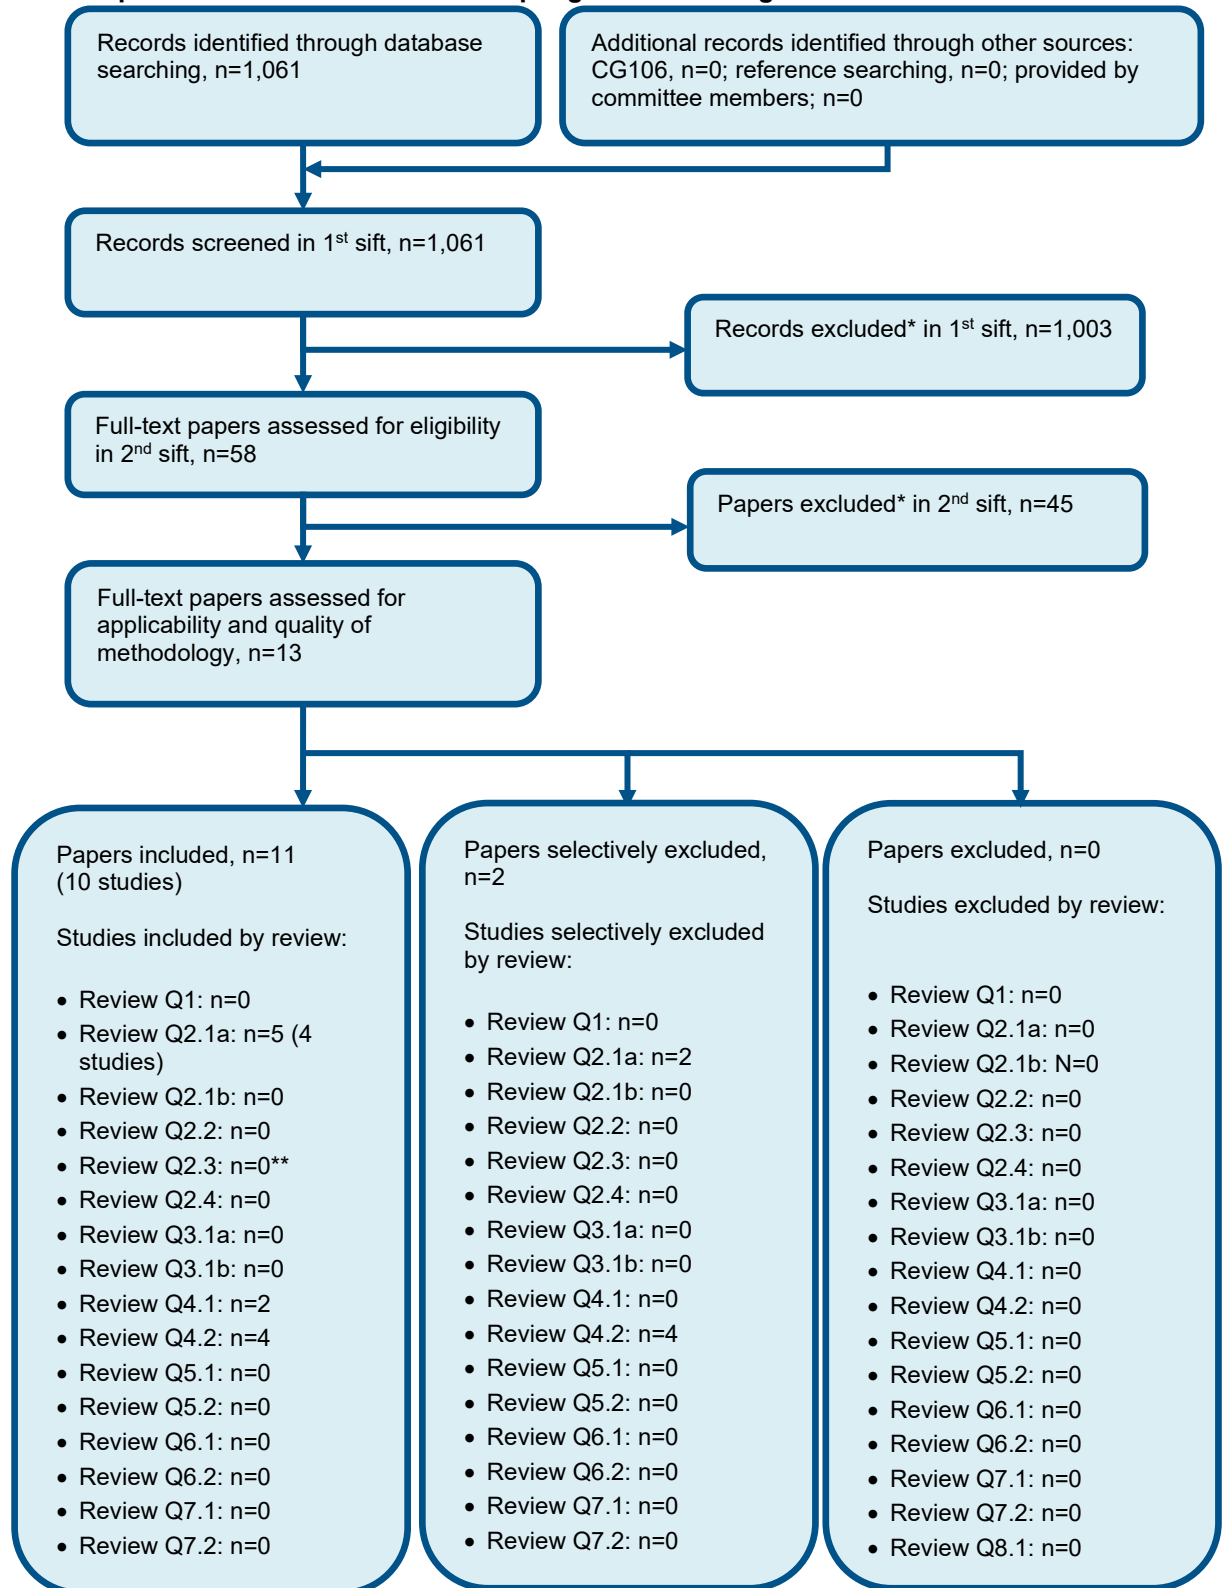 Records identified through database
searching, n=1,061
Additional records identified through other sources:
CG106, n=0; reference searching, n=0; provided by
committee members; n=0
Records screened in 1st sift, n=1,061
Records excluded* in 1st sift, n=1,003
Full-text papers assessed for eligibility
in 2nd sift, n=58
Papers excluded* in 2nd sift, n=45
Full-text papers assessed for
applicability and quality of
methodology, n=13
Papers included, n=11
(10 studies)
Studies included by review:
• Review Q1: n=0
• Review Q2.1a: n=5 (4
studies)
• Review Q2.1b: n=0
• Review Q2.2: n=0
• Review Q2.3: n=0**
• Review Q2.4: n=0
• Review Q3.1a: n=0
• Review Q3.1b: n=0
• Review Q4.1: n=2
• Review Q4.2: n=4
• Review Q5.1: n=0
• Review Q5.2: n=0
• Review Q6.1: n=0
• Review Q6.2: n=0
• Review Q7.1: n=0
• Review Q7.2: n=0
Papers selectively excluded,
n=2
Studies selectively excluded
by review:
• Review Q1: n=0
• Review Q2.1a: n=2
• Review Q2.1b: n=0
• Review Q2.2: n=0
• Review Q2.3: n=0
• Review Q2.4: n=0
• Review Q3.1a: n=0
• Review Q3.1b: n=0
• Review Q4.1: n=0
• Review Q4.2: n=4
• Review Q5.1: n=0
• Review Q5.2: n=0
• Review Q6.1: n=0
• Review Q6.2: n=0
• Review Q7.1: n=0
• Review Q7.2: n=0
Papers excluded, n=0
Studies excluded by review:
• Review Q1: n=0
• Review Q2.1a: n=0
• Review Q2.1b: N=0
• Review Q2.2: n=0
• Review Q2.3: n=0
• Review Q2.4: n=0
• Review Q3.1a: n=0
• Review Q3.1b: n=0
• Review Q4.1: n=0
• Review Q4.2: n=0
• Review Q5.1: n=0
• Review Q5.2: n=0
• Review Q6.1: n=0
• Review Q6.2: n=0
• Review Q7.1: n=0
• Review Q7.2: n=0
• Review Q8.1: n=0